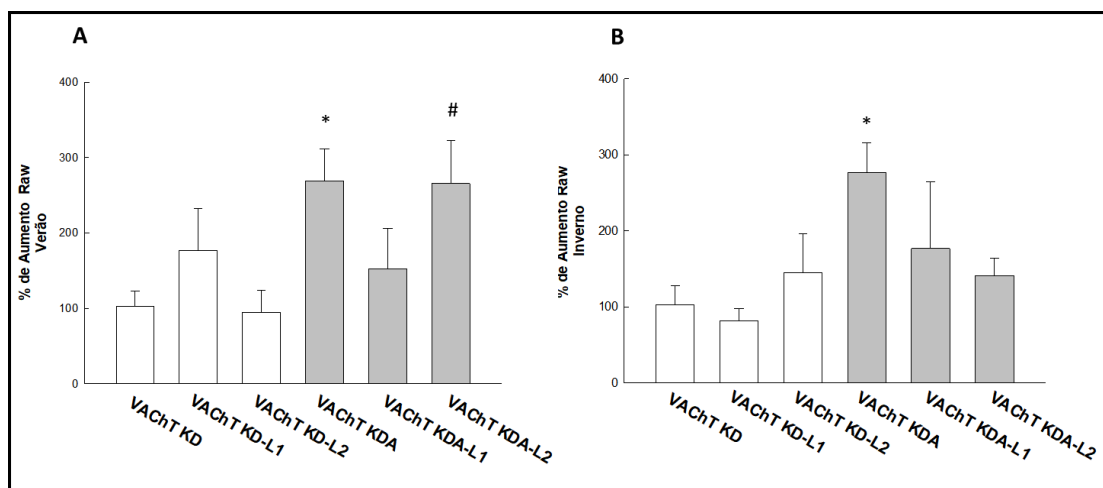 A
% de Aumento Raw
Verão
400
300
200
100
0
*
#
VAChT KD
VAChT KD-L1
VAChT KD-L2
VAChT KDA
VAChT KDA-L1
VAChT KDA-L2
B
% de Aumento Raw
Inverno
400
300
200
100
0
*
VAChT KD
VAChT KD-L1
VAChT KD-L2
VAChT KDA
VAChT KDA-L1
VAChT KDA-L2